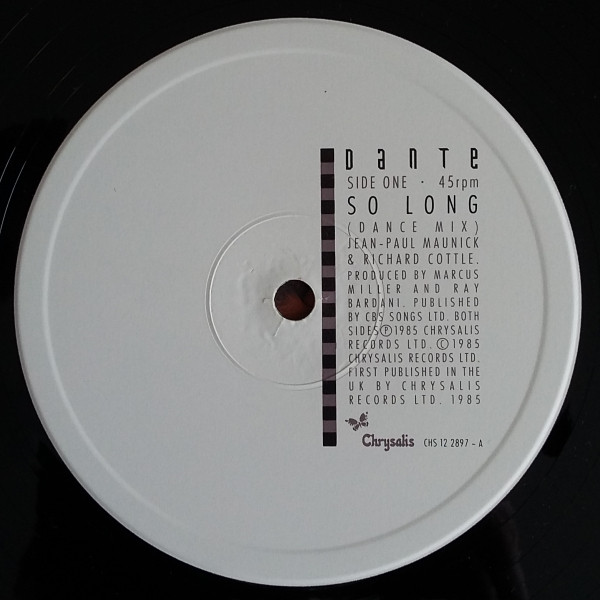 DANTE
SIDE ONE · 45rpm
SO LONG
(DANCE MIX)
JEAN-PAUL MAUNICK
& RICHARD COTTLE.
PRODUCED BY MARCUS
MILLER AND RAY
BARDANI. PUBLISHED
BY CBS SONGS LTD. BOTH
SIDES Ⓟ 1985 CHRYSALIS
RECORDS LTD. © 1985
CHRYSALIS RECORDS LTD.
FIRST PUBLISHED IN THE
UK BY CHRYSALIS
RECORDS LTD. 1985
Chrysalis CHS 12 2897 - A